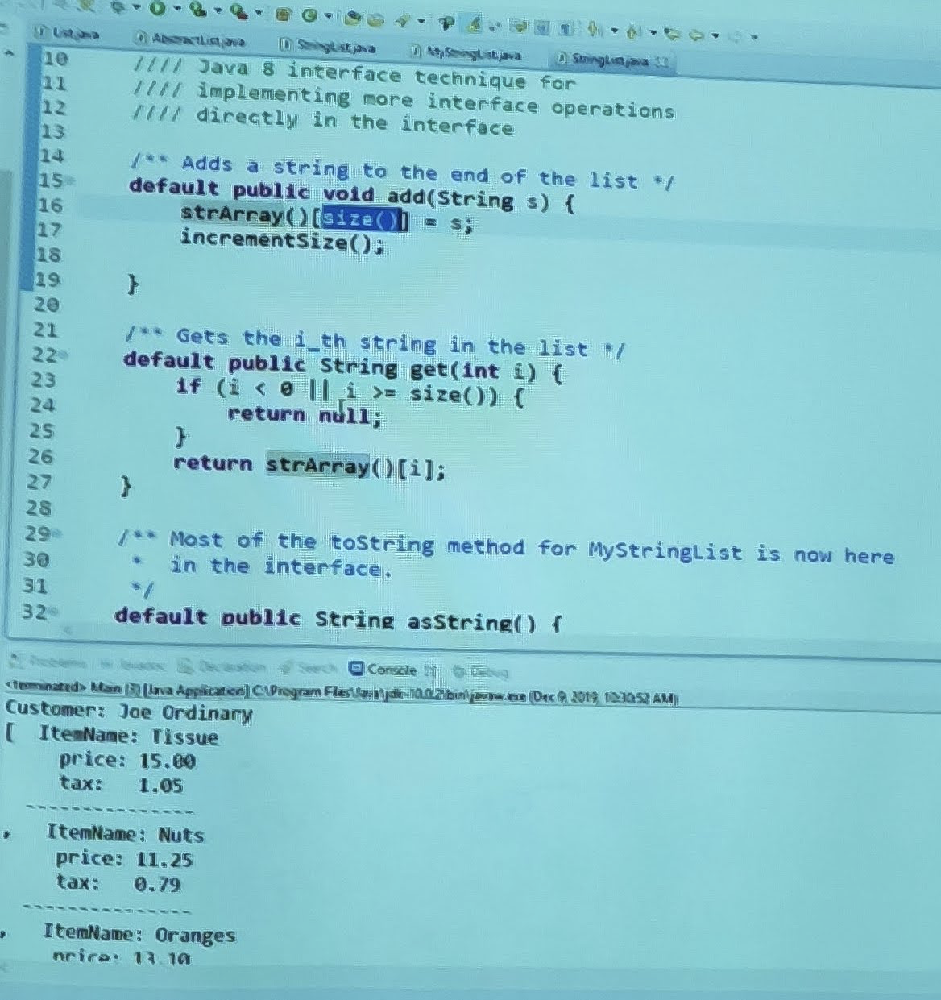 List.java AbstractList.java StringList.java MyStringList.java StringList.java
10 //// Java 8 interface technique for
11 //// implementing more interface operations
12 //// directly in the interface
13
14 /** Adds a string to the end of the list */
15 default public void add(String s) {
16 strArray()[size()] = s;
17 incrementSize();
18
19 }
20
21 /** Gets the i_th string in the list */
22 default public String get(int i) {
23 if (i < 0 || i >= size()) {
24 return null;
25 }
26 return strArray()[i];
27 }
28
29 /** Most of the toString method for MyStringList is now here
30 * in the interface.
31 */
32 default public String asString() {
Problems Javadoc Declaration Search Console Debug
<terminated> Main (3) [Java Application] C:\Program Files\Java\jdk-10.0.2\bin\javaw.exe (Dec 9, 2019, 10:30:52 AM)
Customer: Joe Ordinary
[ ItemName: Tissue
price: 15.00
tax: 1.05
---------------
, ItemName: Nuts
price: 11.25
tax: 0.79
---------------
, ItemName: Oranges
price: 13.10